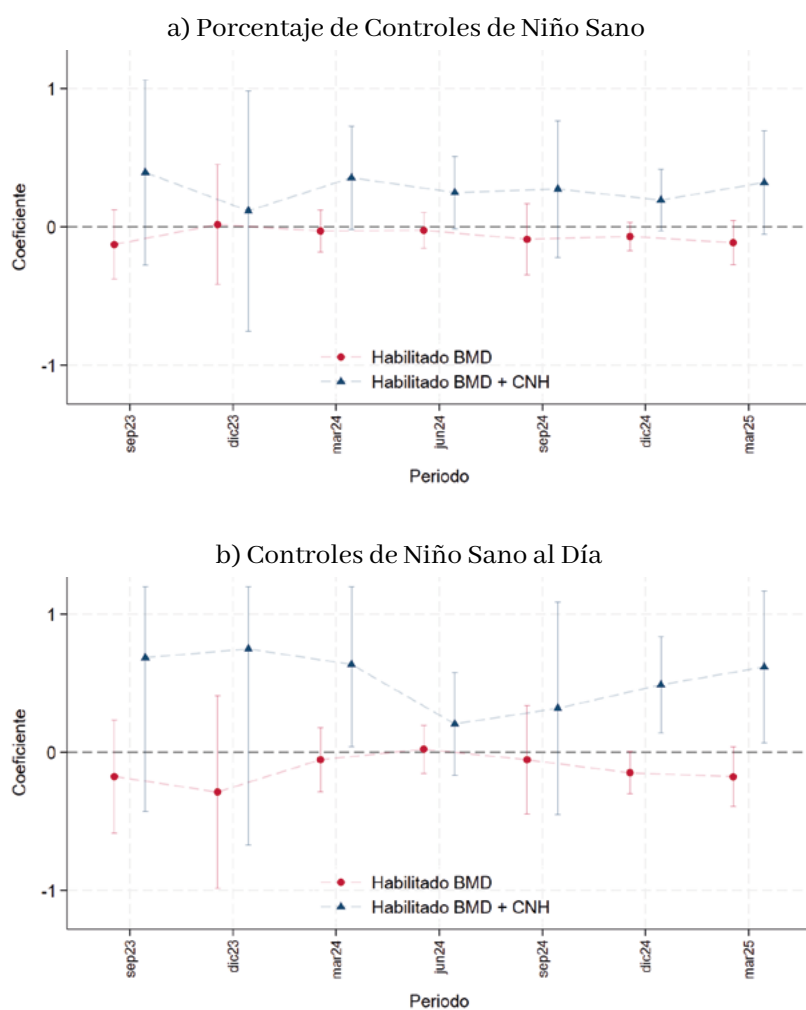 a) Porcentaje de Controles de Niño Sano
1
0
-1
Coeficiente
Habilitado BMD
Habilitado BMD + CNH
sep23
dic23
mar24
jun24
sep24
dic24
mar25
Periodo
b) Controles de Niño Sano al Día
1
0
-1
Coeficiente
Habilitado BMD
Habilitado BMD + CNH
sep23
dic23
mar24
jun24
sep24
dic24
mar25
Periodo